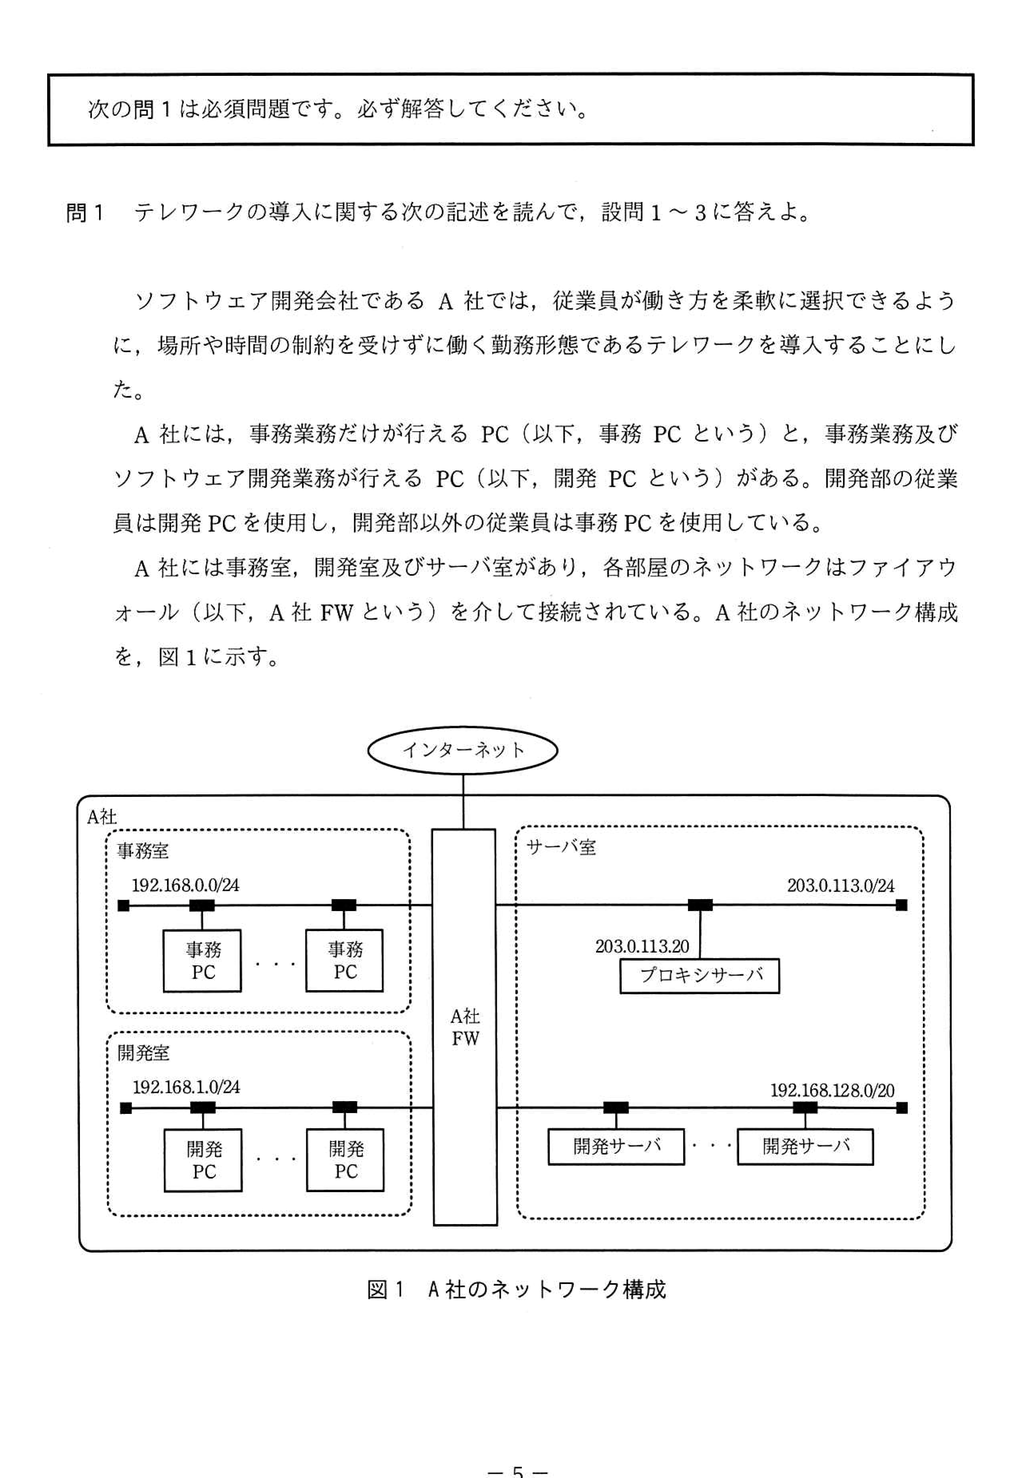 次の問1は必須問題です。必ず解答してください。
問1 テレワークの導入に関する次の記述を読んで，設問1～3に答えよ。
ソフトウェア開発会社である A 社では，従業員が働き方を柔軟に選択できるよう
に，場所や時間の制約を受けずに働く勤務形態であるテレワークを導入することにし
た。
A 社には，事務業務だけが行える PC（以下，事務 PC という）と，事務業務及び
ソフトウェア開発業務が行える PC（以下，開発 PC という）がある。開発部の従業
員は開発 PC を使用し，開発部以外の従業員は事務 PC を使用している。
A 社には事務室，開発室及びサーバ室があり，各部屋のネットワークはファイアウ
ォール（以下，A 社 FW という）を介して接続されている。A 社のネットワーク構成
を，図1に示す。
インターネット
A社
事務室
192.168.0.0/24
事務
PC
・・・
事務
PC
開発室
192.168.1.0/24
開発
PC
・・・
開発
PC
A社
FW
サーバ室
203.0.113.0/24
203.0.113.20
プロキシサーバ
192.168.128.0/20
開発サーバ
・・・
開発サーバ
図1 A社のネットワーク構成
－ 5 －